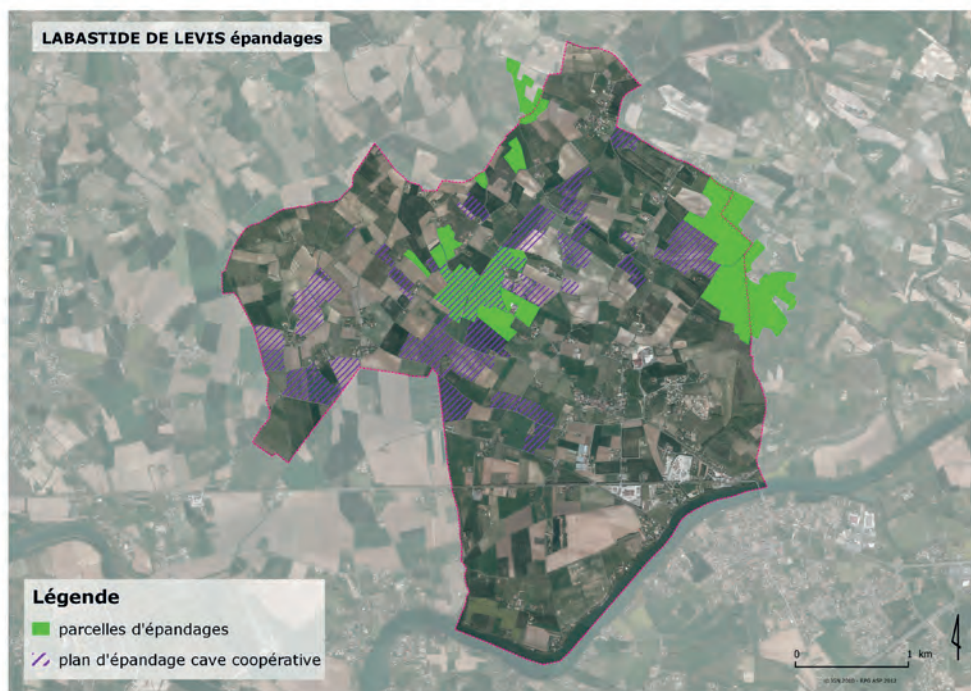 LABASTIDE DE LEVIS épandages
Légende
parcelles d'épandages
plan d'épandage cave coopérative
0 1 km